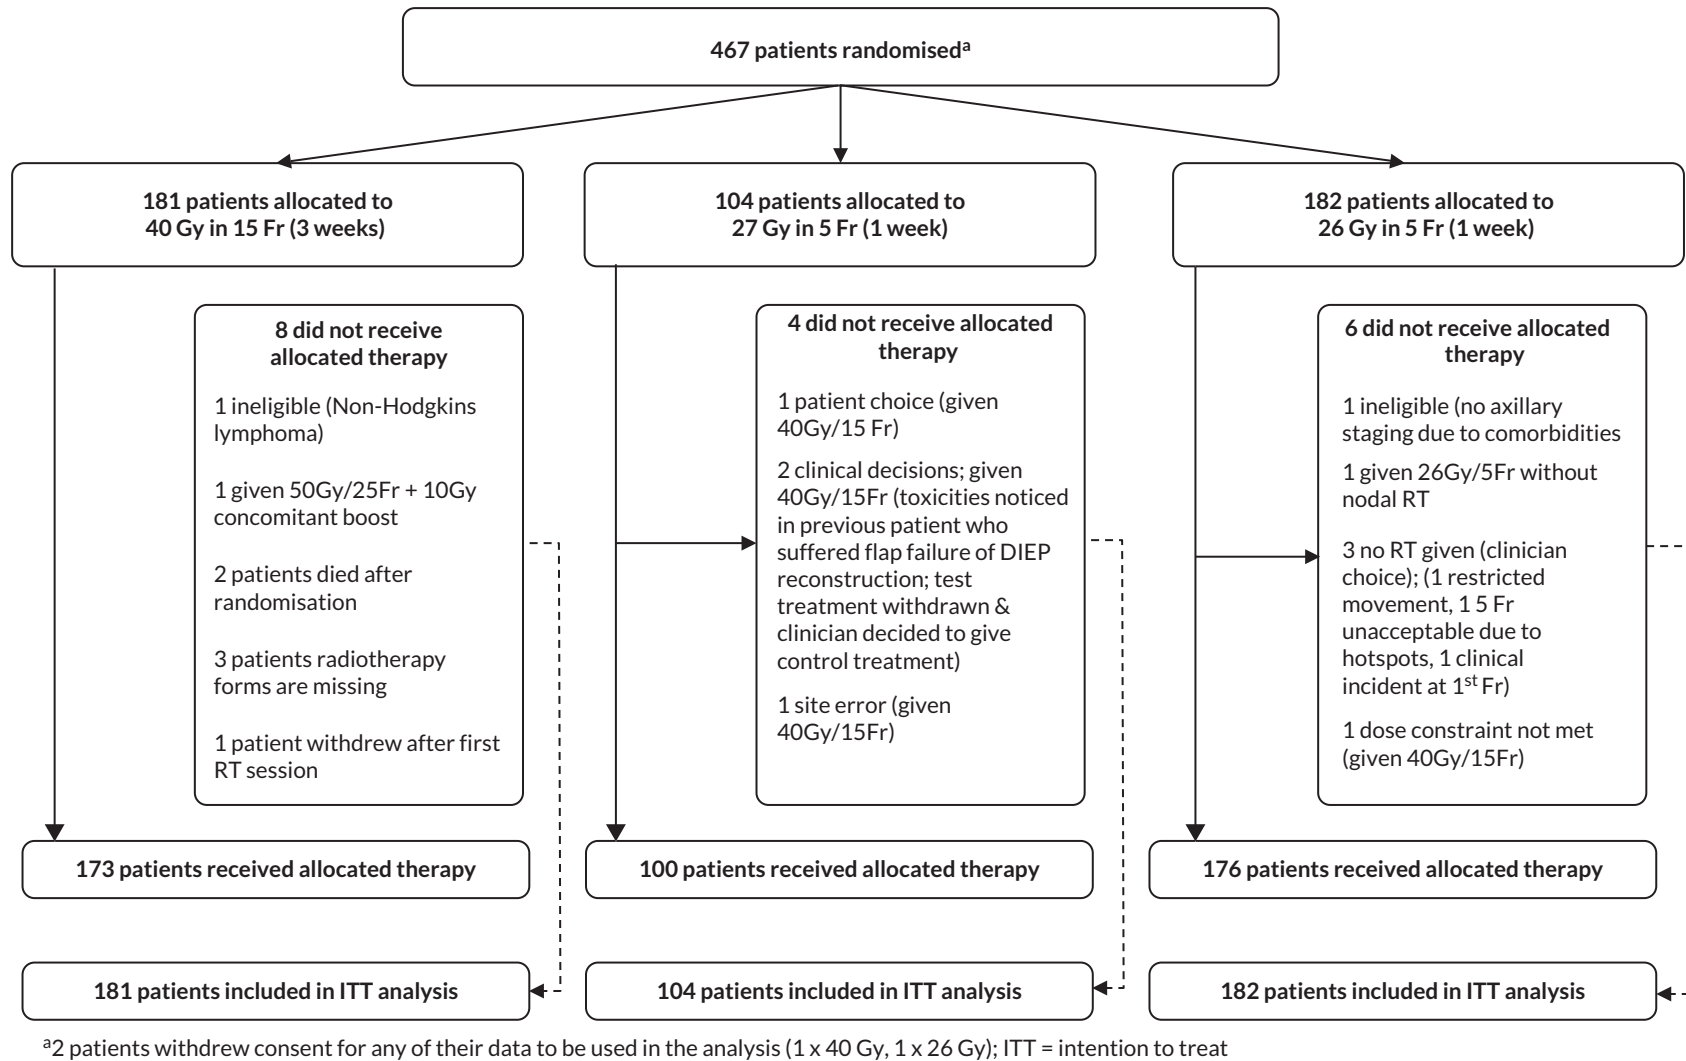 467 patients randomisedª
181 patients allocated to
40 Gy in 15 Fr (3 weeks)
104 patients allocated to
27 Gy in 5 Fr (1 week)
182 patients allocated to
26 Gy in 5 Fr (1 week)
8 did not receive
allocated therapy
1 ineligible (Non-Hodgkins
lymphoma)
1 given 50Gy/25Fr + 10Gy
concomitant boost
2 patients died after
randomisation
3 patients radiotherapy
forms are missing
1 patient withdrew after first
RT session
4 did not receive allocated
therapy
1 patient choice (given
40Gy/15 Fr)
2 clinical decisions; given
40Gy/15Fr (toxicities noticed
in previous patient who
suffered flap failure of DIEP
reconstruction; test
treatment withdrawn &
clinician decided to give
control treatment)
1 site error (given
40Gy/15Fr)
6 did not receive allocated
therapy
1 ineligible (no axillary
staging due to comorbidities
1 given 26Gy/5Fr without
nodal RT
3 no RT given (clinician
choice); (1 restricted
movement, 1 5 Fr
unacceptable due to
hotspots, 1 clinical
incident at 1st Fr)
1 dose constraint not met
(given 40Gy/15Fr)
173 patients received allocated therapy
100 patients received allocated therapy
176 patients received allocated therapy
181 patients included in ITT analysis
104 patients included in ITT analysis
182 patients included in ITT analysis
ª2 patients withdrew consent for any of their data to be used in the analysis (1 x 40 Gy, 1 x 26 Gy); ITT = intention to treat